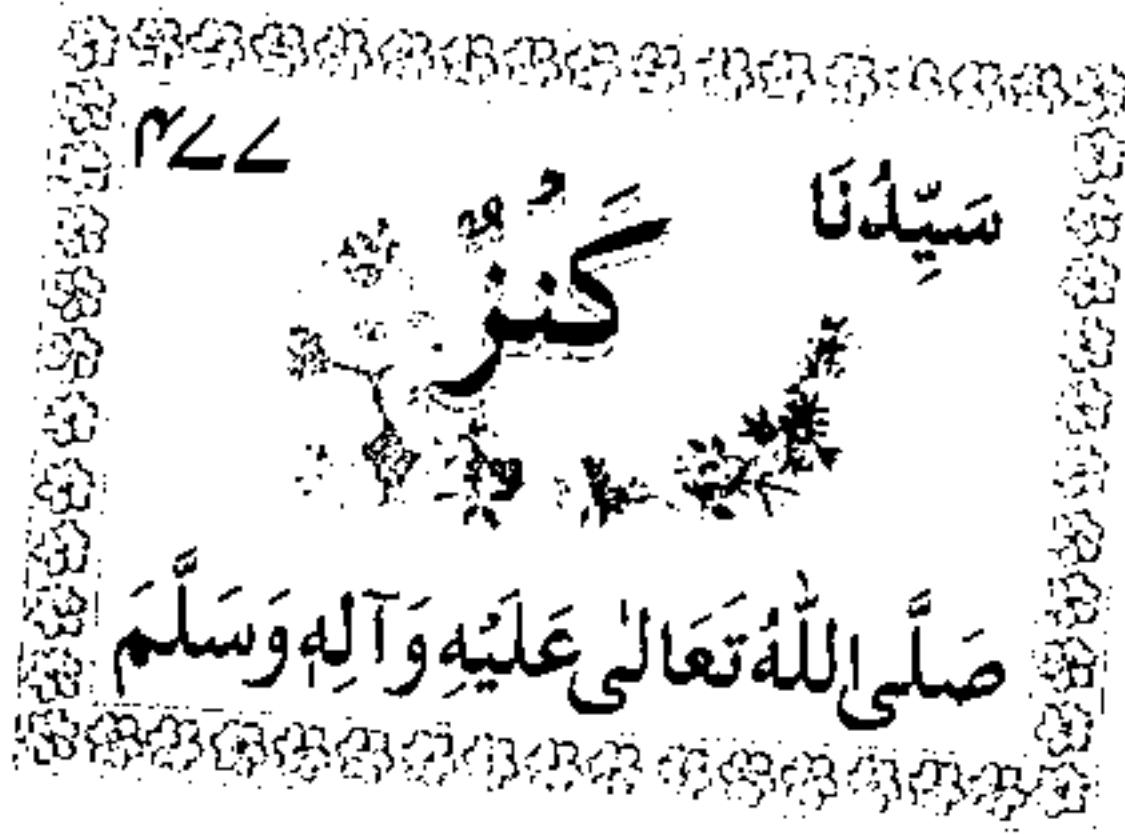 ۴۷۷
سَيِّدُنَا
كَنْزٌ
صَلَّى اللّٰهُ تَعَالٰى عَلَيْهِ وَآلِهٖ وَسَلَّمَ